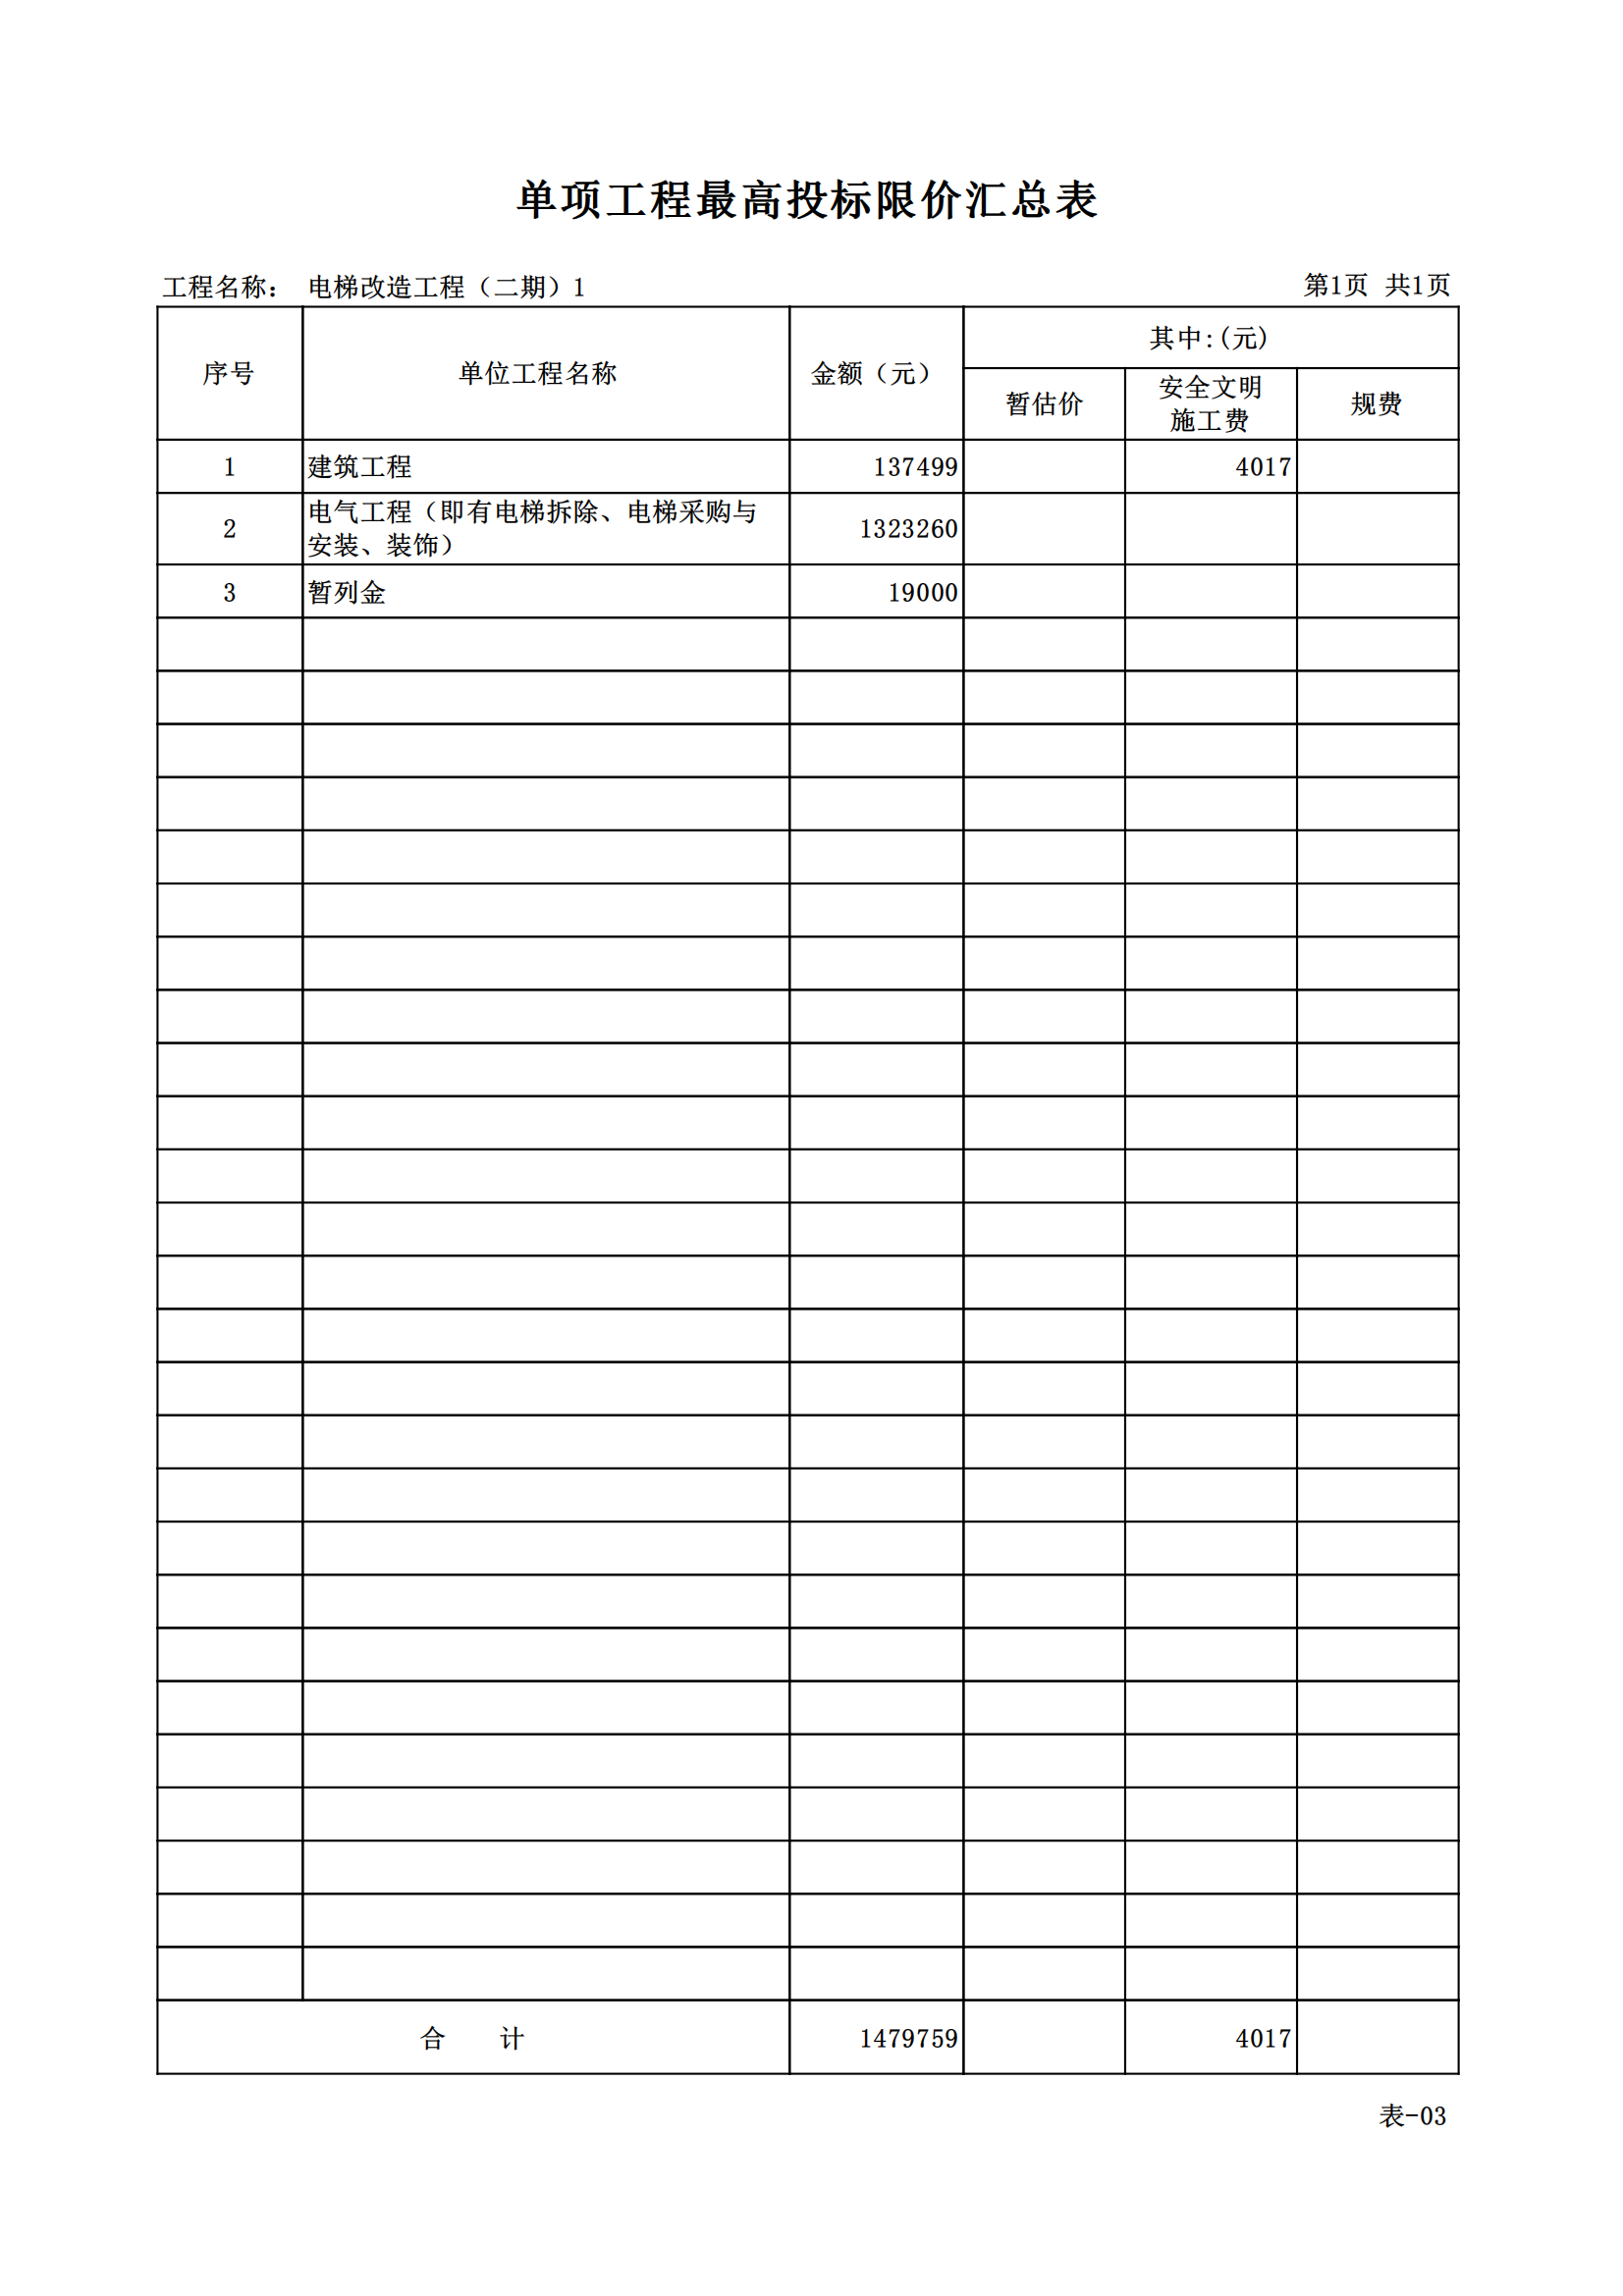 单项工程最高投标限价汇总表
工程名称： 电梯改造工程（二期）1 第1页 共1页
序号 单位工程名称 金额（元） 其中:(元)
暂估价 安全文明
施工费 规费
1 建筑工程 137499 4017
2 电气工程（即有电梯拆除、电梯采购与
安装、装饰） 1323260
3 暂列金 19000
合 计 1479759 4017
表-03